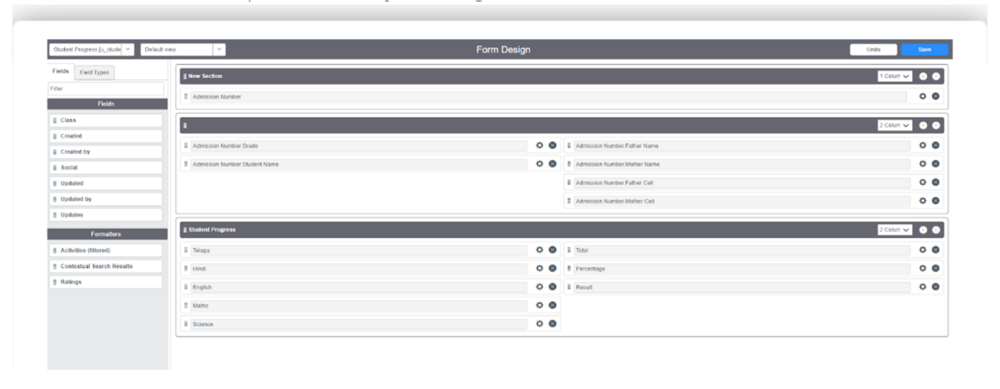 Student Progress [u_stude
Default view
Form Design
Undo
Save
Fields
Field Types
Filter
Fields
Class
Created
Created by
Social
Updated
Updated by
Updates
Formatters
Activities (filtered)
Contextual Search Results
Ratings
New Section
1 Colum
Admission Number
2 Colum
Admission Number.Grade
Admission Number.Student Name
Admission Number.Father Name
Admission Number.Mother Name
Admission Number.Father Cell
Admission Number.Mother Cell
Student Progress
2 Colum
Telugu
Hindi
English
Maths
Science
Total
Percentage
Result